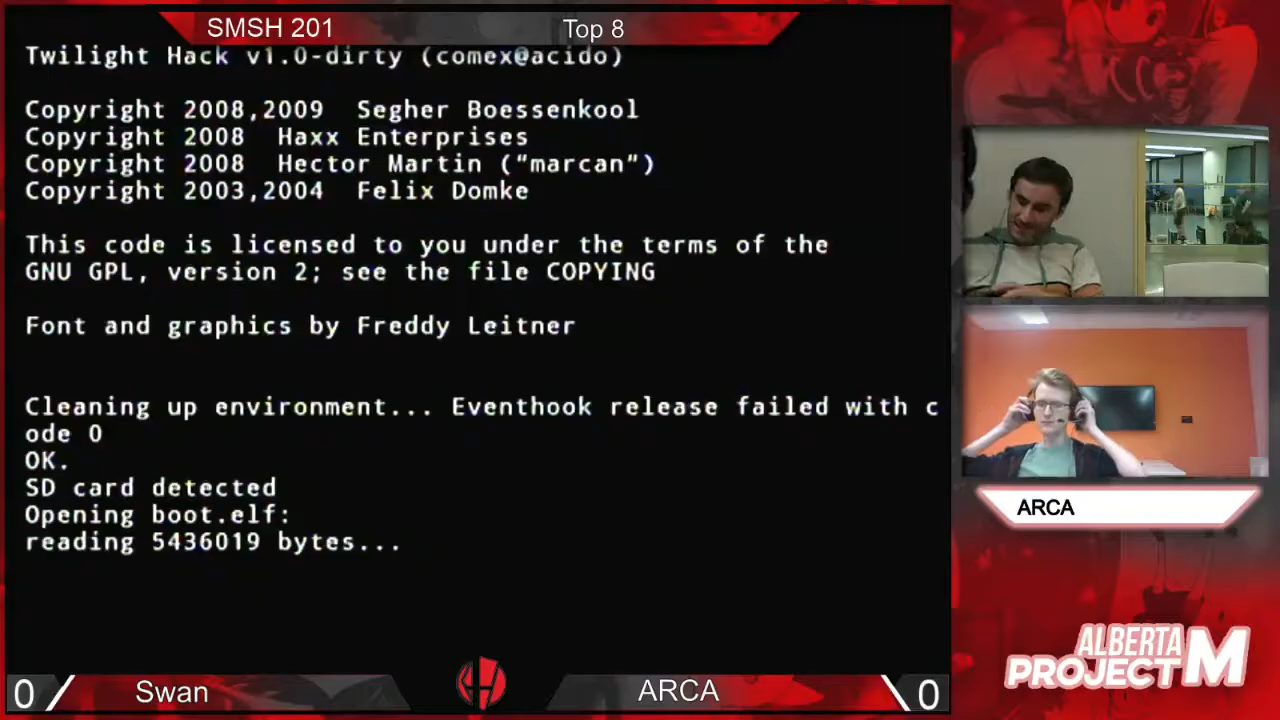 SMSH 201
Top 8
Twilight Hack v1.0-dirty (comex@acido)
Copyright 2008,2009 Segher Boessenkool
Copyright 2008 Haxx Enterprises
Copyright 2008 Hector Martin ("marcan")
Copyright 2003,2004 Felix Domke
This code is licensed to you under the terms of the
GNU GPL, version 2; see the file COPYING
Font and graphics by Freddy Leitner
Cleaning up environment... Eventhook release failed with c
ode 0
OK.
SD card detected
Opening boot.elf:
reading 5436019 bytes...
ARCA
ALBERTA
PROJECT M
0
Swan
ARCA
0